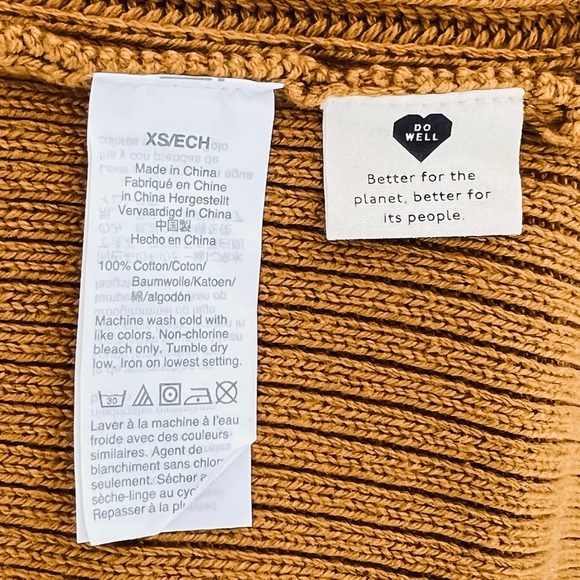 XS/ECH
Made in China
Fabriqué en Chine
in China Hergestellt
Vervaardigd In China
中国製
Hecho en China
100% Cotton/Coton/
Baumwolle/Katoen/
綿/algodón
Machine wash cold with
like colors. Non-chlorine
bleach only. Tumble dry
low. Iron on lowest setting.
30
Laver à la machine à l'eau
froide avec des couleurs
similaires. Agent de
blanchiment sans chlor
seulement. Sécher a
sèche-linge au cyc
Repasser à la pl
DO
WELL
Better for the
planet, better for
its people.